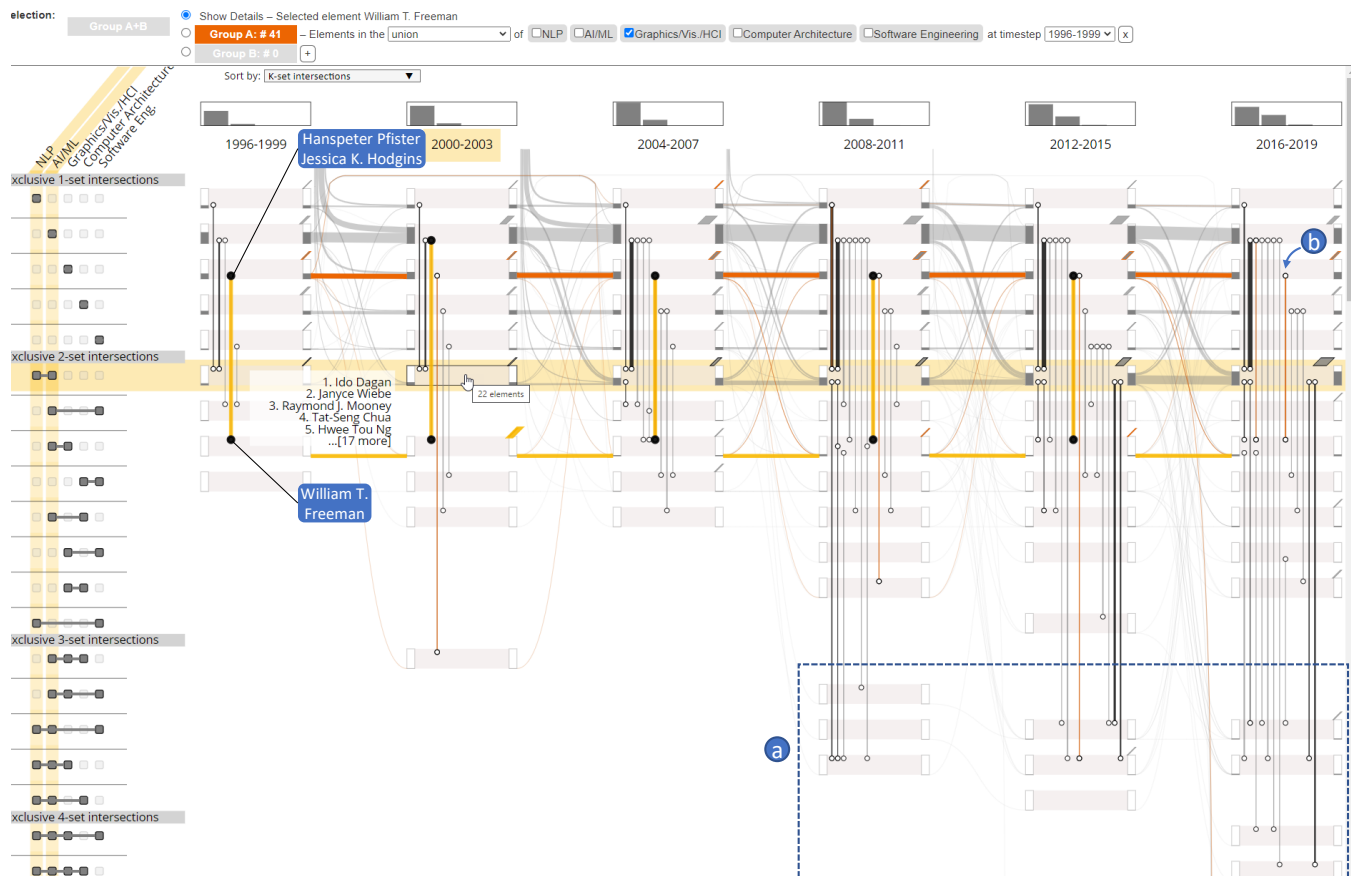 election:
Group A+B
Show Details – Selected element William T. Freeman
Group A: # 41 – Elements in the union of NLP AI/ML Graphics/Vis./HCI Computer Architecture Software Engineering at timestep 1996-1999 x
Group B: # 0 +
Sort by: K-set intersections
NLP
AI/ML
Graphics/Vis./HCI
Computer Architecture
Software Eng.
1996-1999
2000-2003
2004-2007
2008-2011
2012-2015
2016-2019
Hanspeter Pfister
Jessica K. Hodgins
xclusive 1-set intersections
b
xclusive 2-set intersections
1. Ido Dagan
2. Janyce Wiebe
3. Raymond J. Mooney
4. Tat-Seng Chua
5. Hwee Tou Ng
...[17 more]
22 elements
William T.
Freeman
xclusive 3-set intersections
a
xclusive 4-set intersections